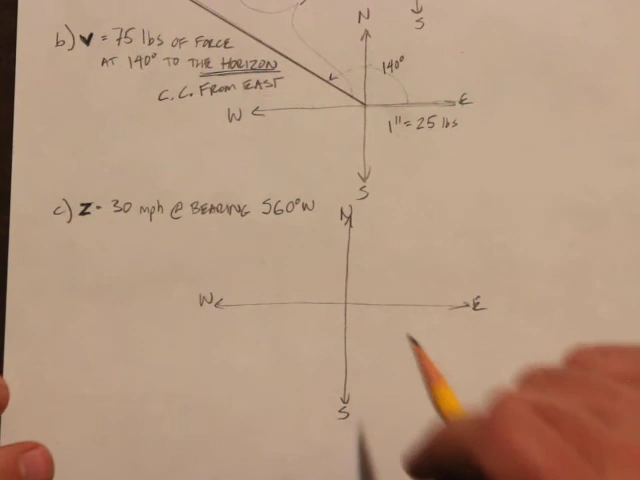 N
S
b) v = 75 lbs OF FORCE
AT 140° TO THE HORIZON
C.C. FROM EAST
140°
W
E
1" = 25 lbs
S
c) Z = 30 mph @ BEARING S60°W
N
W
E
S